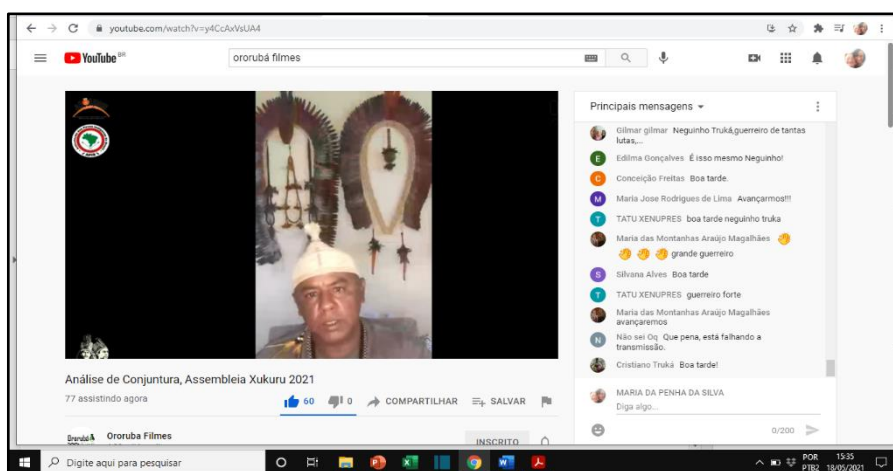 youtube.com/watch?v=y4CcAxVsUA4
YouTube BR
ororubá filmes
Principais mensagens
Gilmar gilmar Neguinho Truká,guerreiro de tantas
lutas,...
E Edilma Gonçalves É isso mesmo Neguinho!
C Conceição Freitas Boa tarde.
M Maria Jose Rodrigues de Lima Avançarmos!!!
T TATU XENUPRES boa tarde neguinho truka
Maria das Montanhas Araújo Magalhães 👏
👏 👏 👏 grande guerreiro
S Silvana Alves Boa tarde
T TATU XENUPRES guerreiro forte
Maria das Montanhas Araújo Magalhães
avançaremos
N Não sei Oq Que pena, está falhando a
transmissão.
Cristiano Truká Boa tarde!
MARIA DA PENHA DA SILVA
Diga algo...
0/200
Análise de Conjuntura, Assembleia Xukuru 2021
77 assistindo agora
60 0 COMPARTILHAR SALVAR
Ororuba Filmes
INSCRITO
Digite aqui para pesquisar
POR 15:35
PTB2 18/05/2021